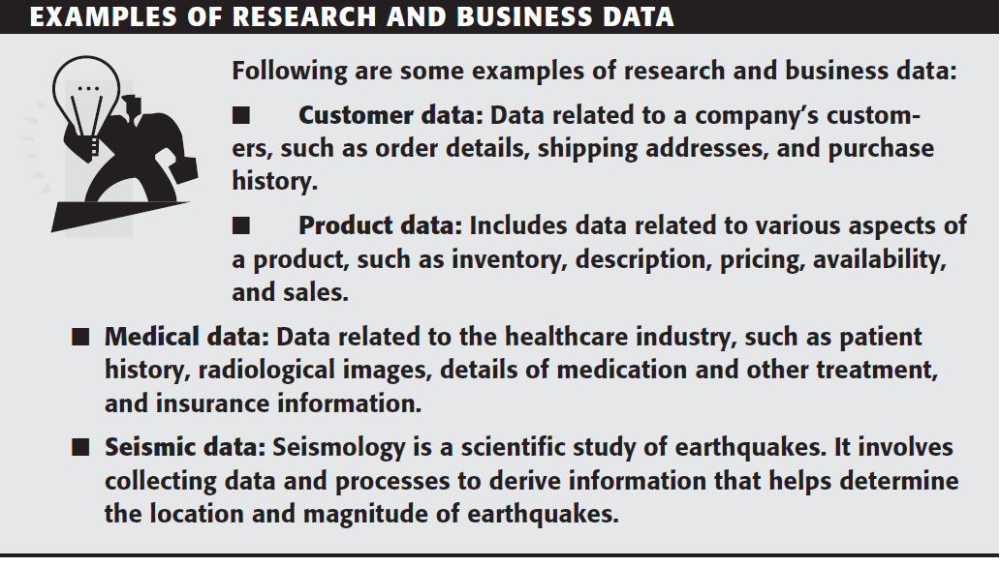 EXAMPLES OF RESEARCH AND BUSINESS DATA
Following are some examples of research and business data:
■ Customer data: Data related to a company’s custom-
ers, such as order details, shipping addresses, and purchase
history.
■ Product data: Includes data related to various aspects of
a product, such as inventory, description, pricing, availability,
and sales.
■ Medical data: Data related to the healthcare industry, such as patient
history, radiological images, details of medication and other treatment,
and insurance information.
■ Seismic data: Seismology is a scientific study of earthquakes. It involves
collecting data and processes to derive information that helps determine
the location and magnitude of earthquakes.